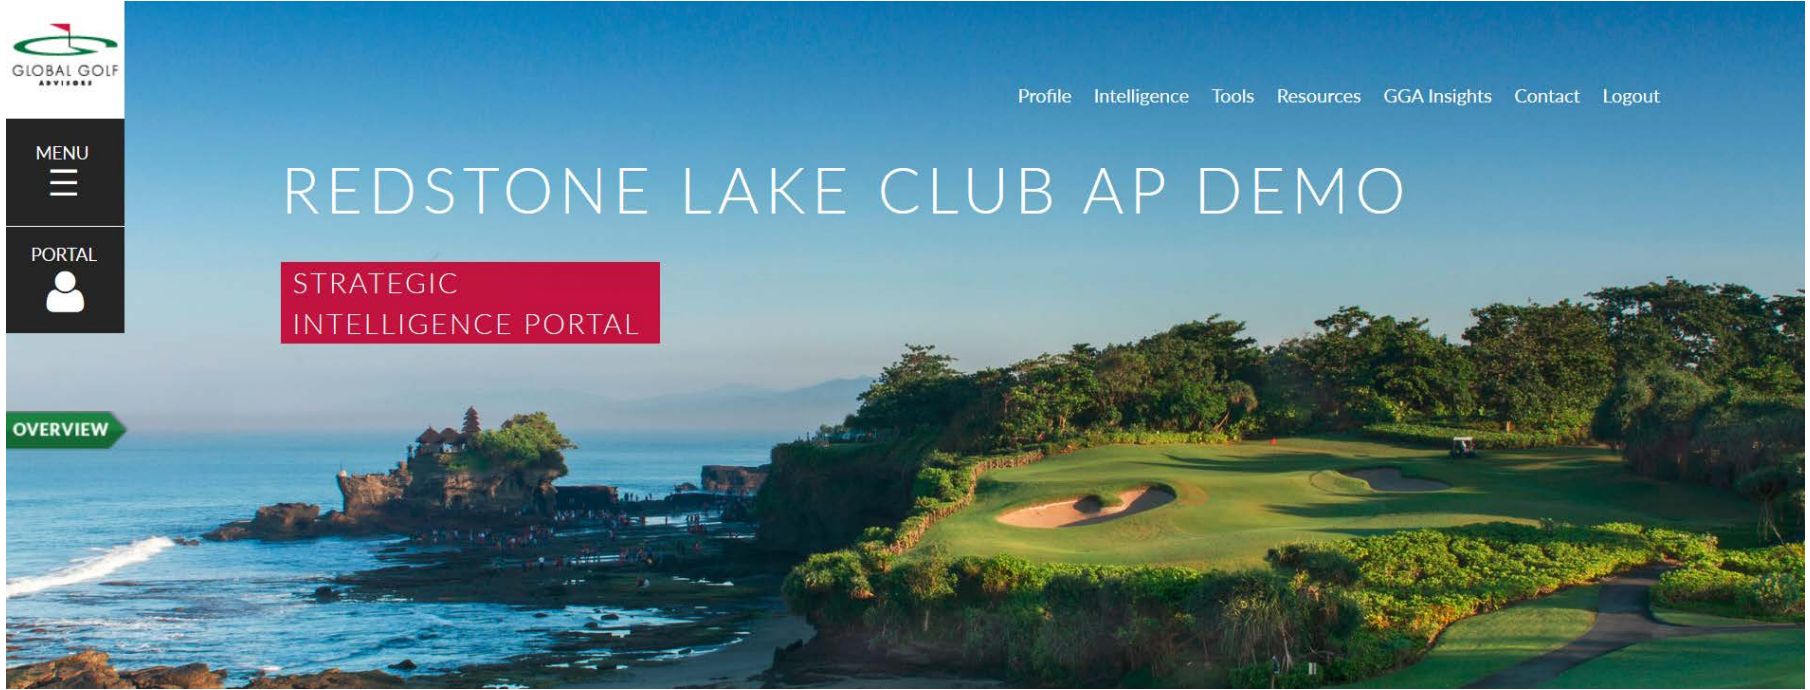 GLOBAL GOLF
ADVISORS
Profile Intelligence Tools Resources GGA Insights Contact Logout
MENU
REDSTONE LAKE CLUB AP DEMO
PORTAL
STRATEGIC
INTELLIGENCE PORTAL
OVERVIEW